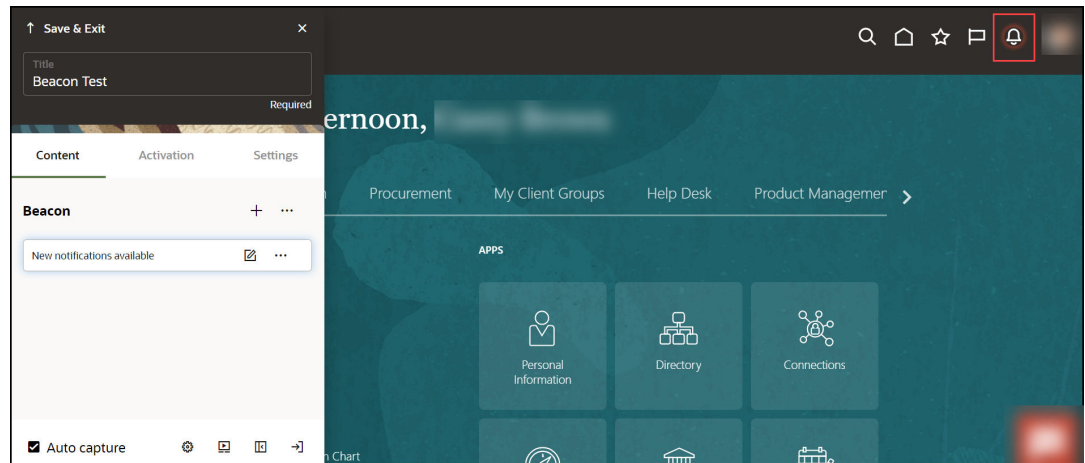 Save & Exit
Title
Beacon Test
Required
Content Activation Settings
Beacon
New notifications available
Auto capture
ernoon,
Procurement My Client Groups Help Desk Product Managemer
APPS
Personal
Information
Directory
Connections
n Chart